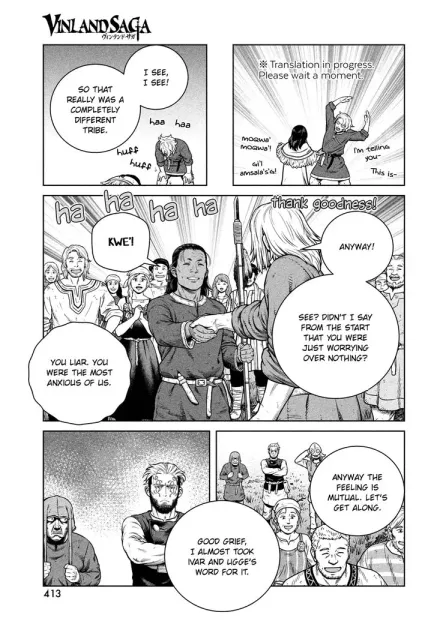 VINLAND SAGA
ヴィンランド・サガ
※ Translation in progress.
Please wait a moment.
MOQWA'
MOQWA'!
GI'I
AMSALA'S'G!
I'm telling
you–
This is–
I SEE,
I SEE!
SO THAT
REALLY WAS A
COMPLETELY
DIFFERENT
TRIBE.
haa
haa
huff
huff
thank goodness!
ha
ha
ha
ha
ANYWAY!
KWE'!
SEE? DIDN'T I SAY
FROM THE START
THAT YOU WERE
JUST WORRYING
OVER NOTHING?
YOU LIAR. YOU
WERE THE MOST
ANXIOUS OF US.
ANYWAY THE
FEELING IS
MUTUAL. LET'S
GET ALONG.
GOOD GRIEF,
I ALMOST TOOK
IVAR AND UGGE'S
WORD FOR IT.
413